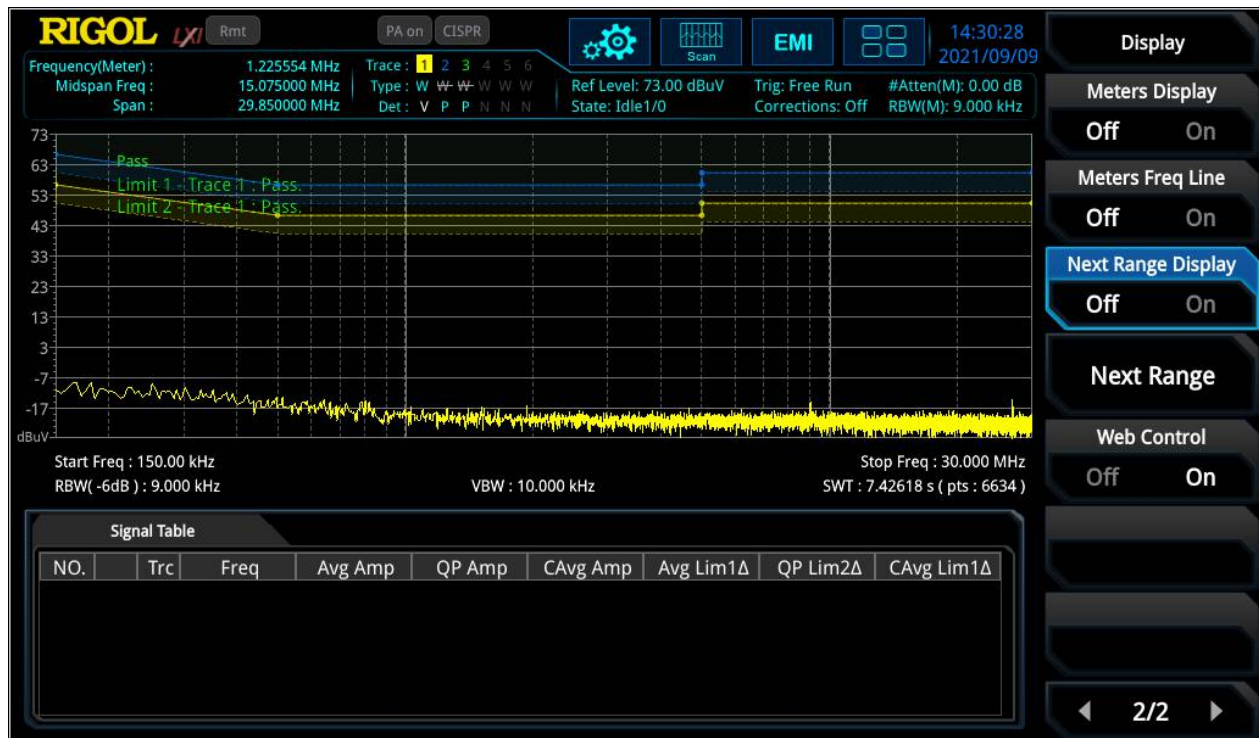 RIGOL LXI Rmt PA on CISPR
Scan
EMI
14:30:28
2021/09/09
Frequency(Meter) : 1.225554 MHz
Midspan Freq : 15.075000 MHz
Span : 29.850000 MHz
Trace : 1 2 3 4 5 6
Type : W W W W W W
Det : V P P N N N
Ref Level: 73.00 dBuV
State: Idle1/0
Trig: Free Run
Corrections: Off
#Atten(M): 0.00 dB
RBW(M): 9.000 kHz
73
63
53
43
33
23
13
3
-7
-17
dBuV
Pass
Limit 1 - Trace 1 : Pass.
Limit 2 - Trace 1 : Pass.
Start Freq : 150.00 kHz
Stop Freq : 30.000 MHz
RBW( -6dB ) : 9.000 kHz
VBW : 10.000 kHz
SWT : 7.42618 s ( pts : 6634 )
Signal Table
NO. Trc Freq Avg Amp QP Amp CAvg Amp Avg Lim1Δ QP Lim2Δ CAvg Lim1Δ
Display
Meters Display
Off On
Meters Freq Line
Off On
Next Range Display
Off On
Next Range
Web Control
Off On
2/2